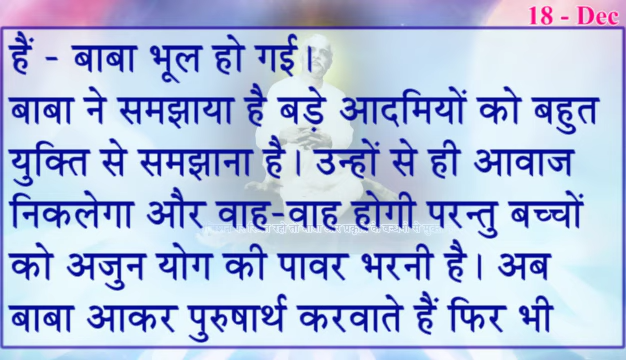 18 - Dec
हैं - बाबा भूल हो गई।
बाबा ने समझाया है बड़े आदमियों को बहुत
युक्ति से समझाना है। उन्हों से ही आवाज
निकलेगा और वाह-वाह होगी परन्तु बच्चों
को अजुन योग की पावर भरनी है। अब
बाबा आकर पुरुषार्थ करवाते हैं फिर भी